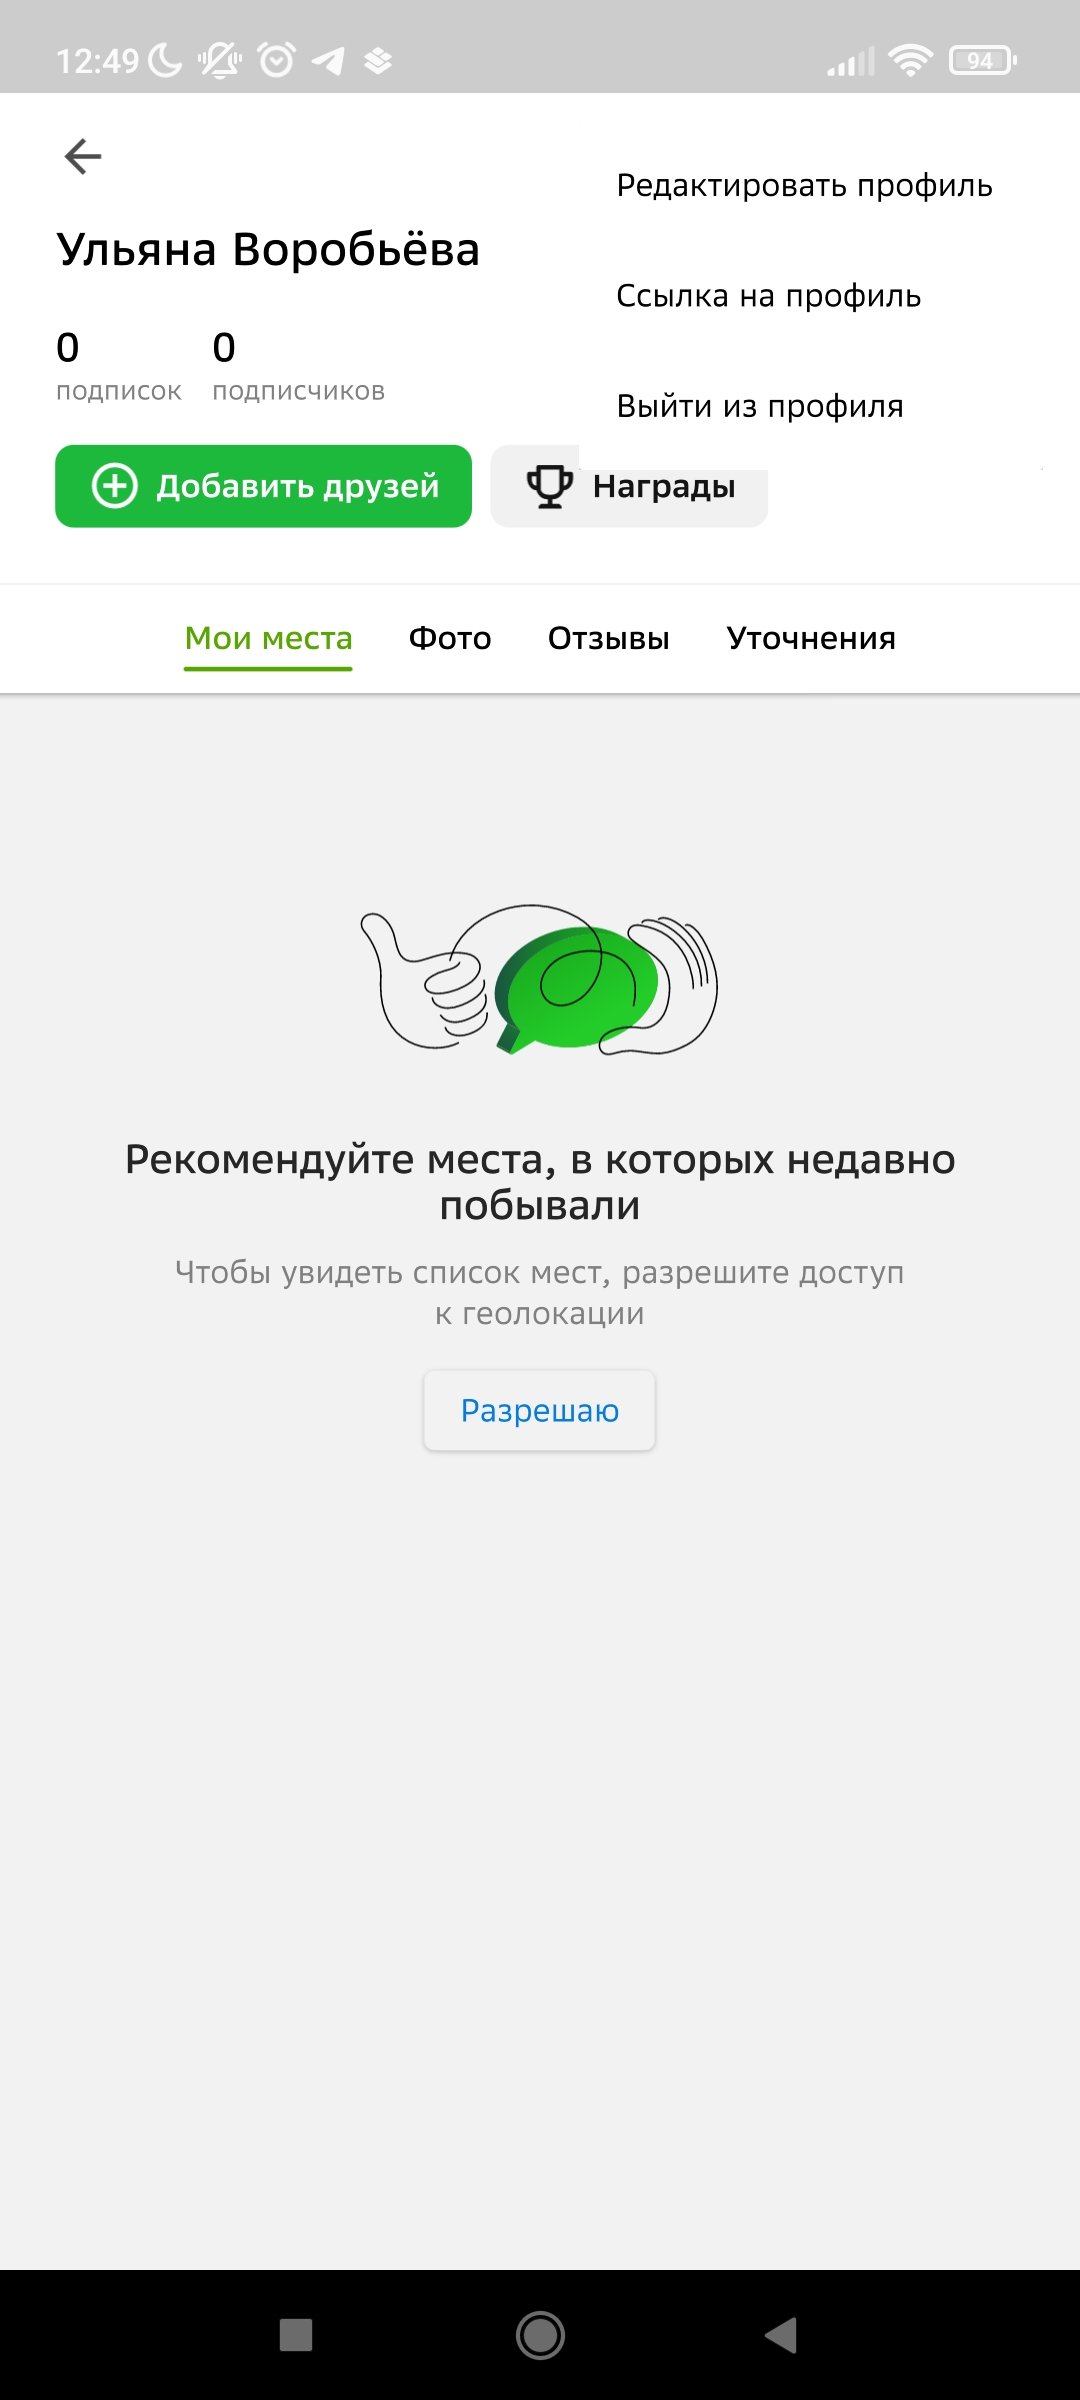 12:49
94
Редактировать профиль
Ульяна Воробьёва
Ссылка на профиль
0 0
подписок подписчиков
Выйти из профиля
Добавить друзей Награды
Мои места Фото Отзывы Уточнения
Рекомендуйте места, в которых недавно
побывали
Чтобы увидеть список мест, разрешите доступ
к геолокации
Разрешаю